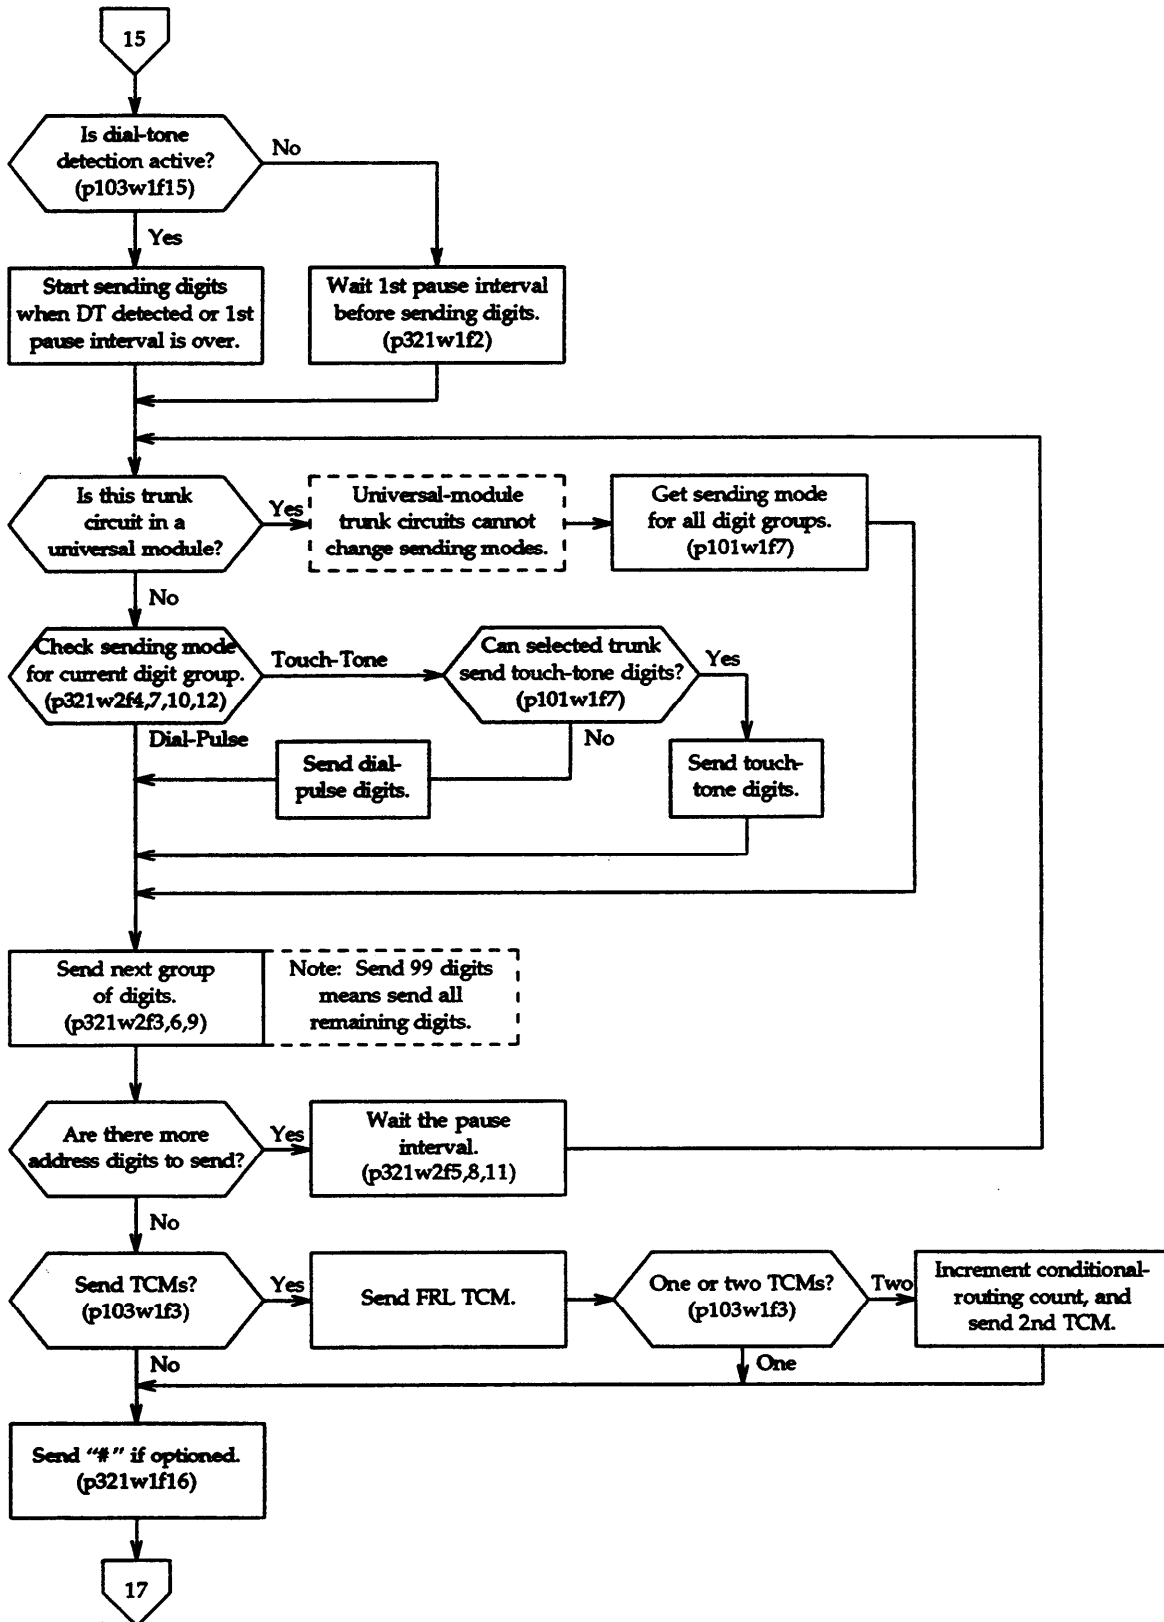 15
Is dial-tone
detection active?
(p103w1f15)
No
Yes
Start sending digits
when DT detected or 1st
pause interval is over.
Wait 1st pause interval
before sending digits.
(p321w1f2)
Is this trunk
circuit in a
universal module?
Yes
Universal-module
trunk circuits cannot
change sending modes.
Get sending mode
for all digit groups.
(p101w1f7)
No
Check sending mode
for current digit group.
(p321w2f4,7,10,12)
Touch-Tone
Can selected trunk
send touch-tone digits?
(p101w1f7)
Yes
Dial-Pulse
No
Send dial-
pulse digits.
Send touch-
tone digits.
Send next group
of digits.
(p321w2f3,6,9)
Note: Send 99 digits
means send all
remaining digits.
Are there more
address digits to send?
Yes
Wait the pause
interval.
(p321w2f5,8,11)
No
Send TCMs?
(p103w1f3)
Yes
Send FRL TCM.
One or two TCMs?
(p103w1f3)
Two
Increment conditional-
routing count, and
send 2nd TCM.
No
One
Send "#" if optioned.
(p321w1f16)
17